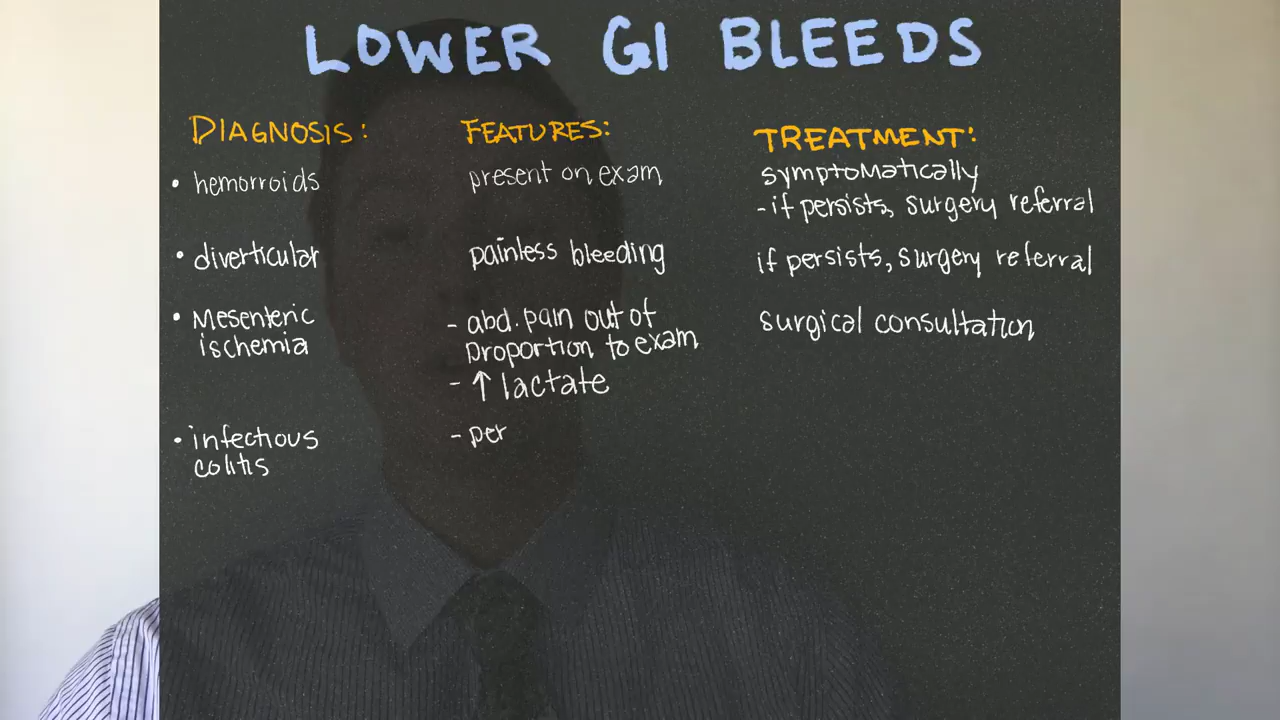 LOWER GI BLEEDS
DIAGNOSIS:
FEATURES:
TREATMENT:
• hemorroids
present on exam
symptomatically
- if persists, surgery referral
• diverticular
painless bleeding
if persists, surgery referral
• Mesenteric
ischemia
- abd. pain out of
proportion to exam
- ↑ lactate
surgical consultation
• infectious
colitis
- per